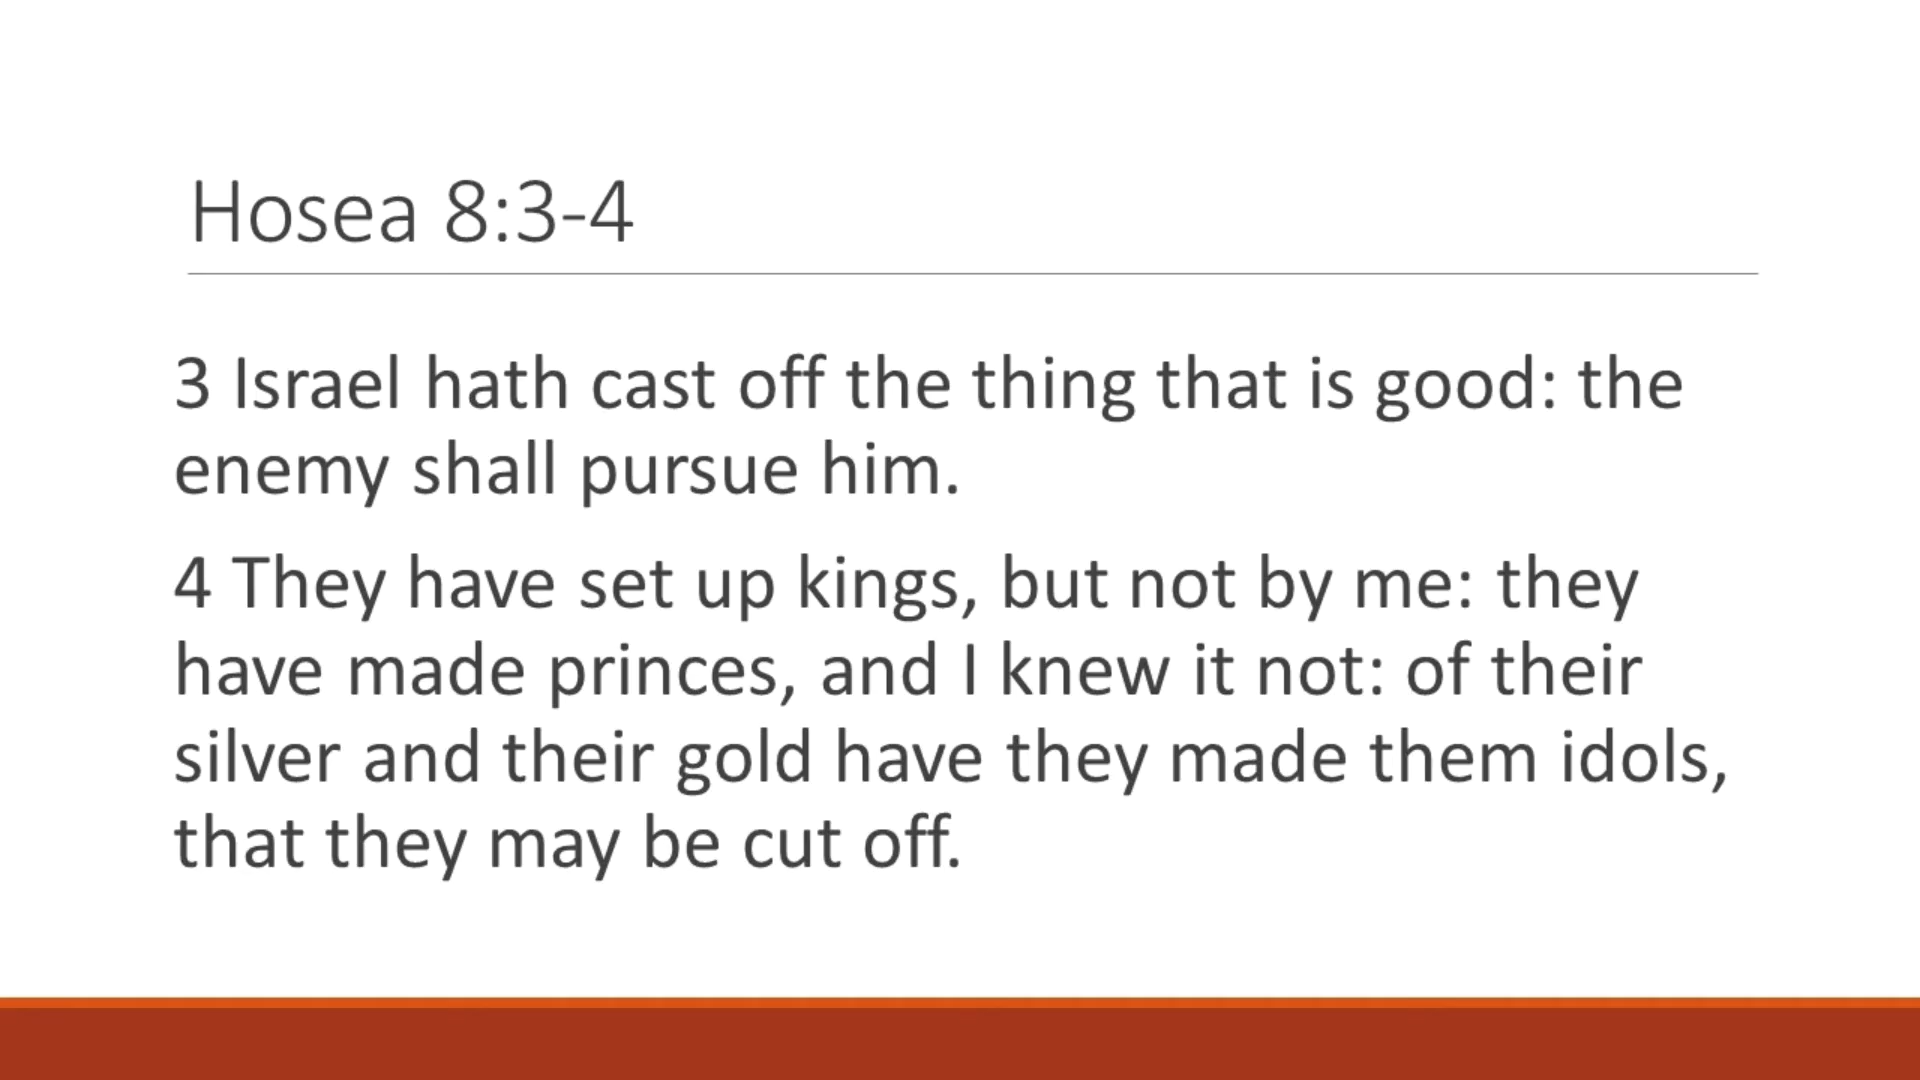 Hosea 8:3-4
3 Israel hath cast off the thing that is good: the
enemy shall pursue him.
4 They have set up kings, but not by me: they
have made princes, and I knew it not: of their
silver and their gold have they made them idols,
that they may be cut off.